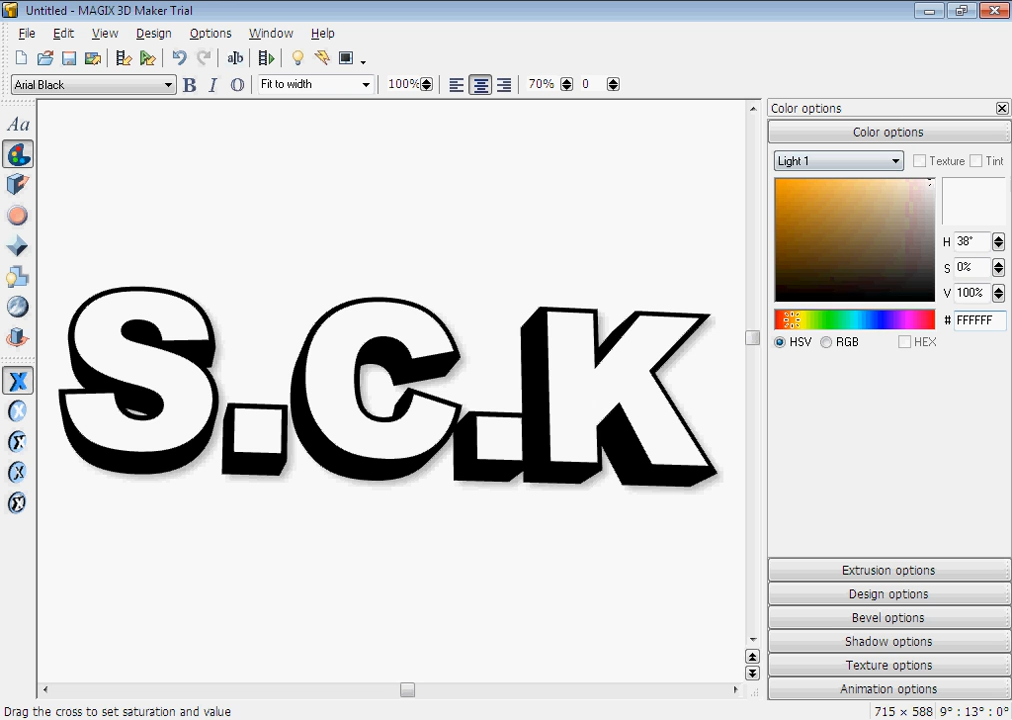 Untitled - MAGIX 3D Maker Trial
File Edit View Design Options Window Help
Arial Black B I O Fit to width 100% 70% 0
Color options
Color options
Aa
Light 1 Texture Tint
H 38°
S 0%
V 100%
# FFFFFF
HSV RGB HEX
S.C.K
Extrusion options
Design options
Bevel options
Shadow options
Texture options
Animation options
Drag the cross to set saturation and value 715 × 588 9° : 13° : 0°